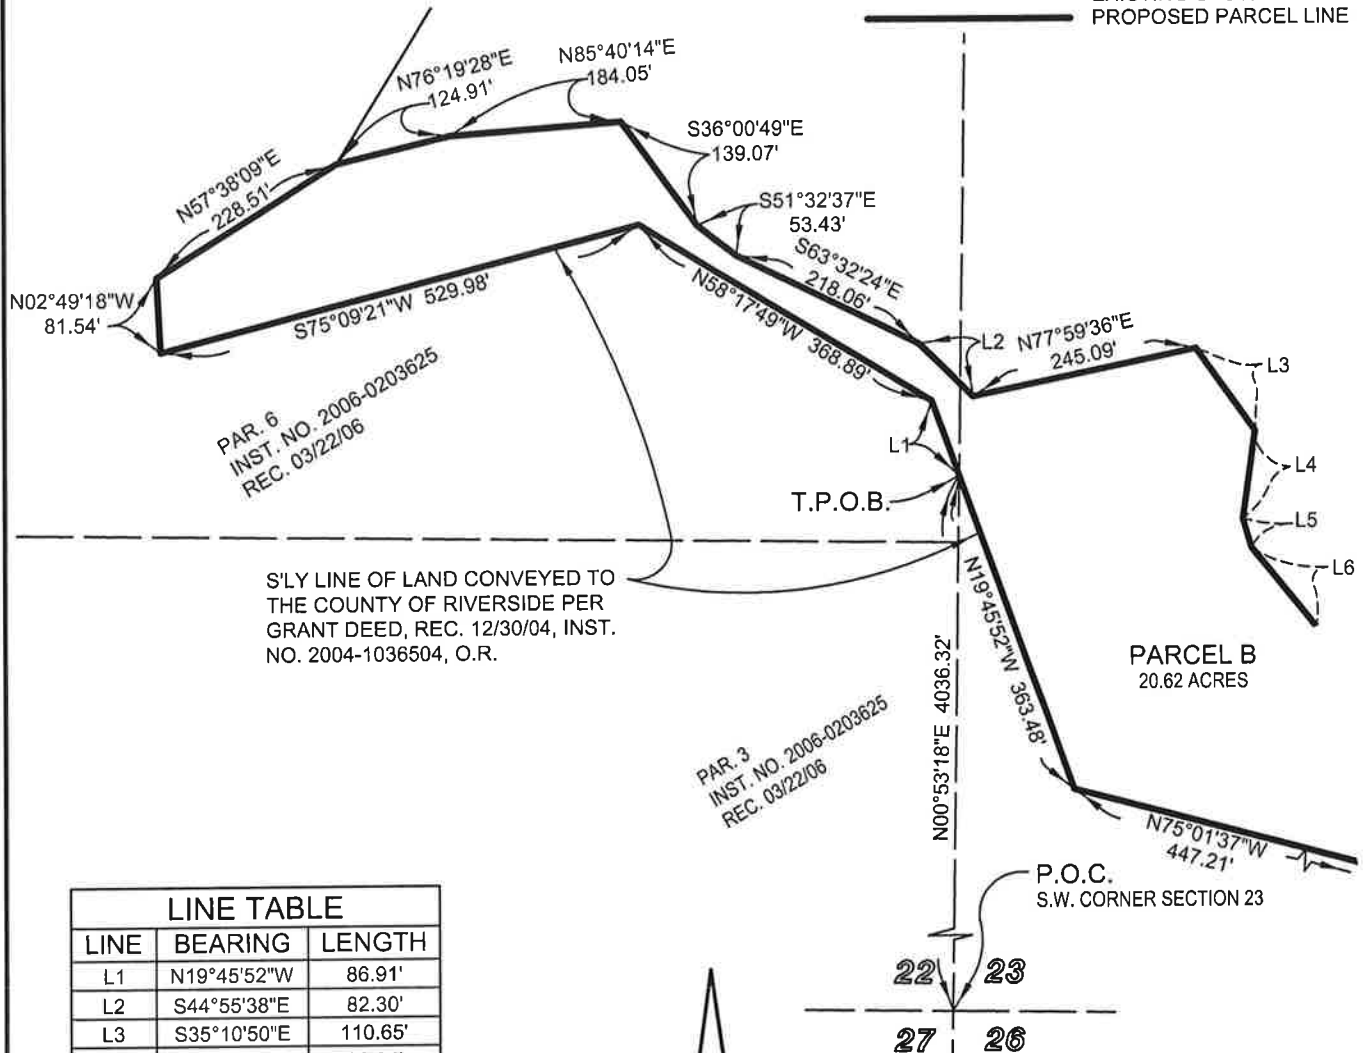 PROPOSED PARCEL LINE
N76°19'28"E
124.91'
N85°40'14"E
184.05'
S36°00'49"E
139.07'
N57°38'09"E
228.51'
S51°32'37"E
53.43'
S63°32'24"E
218.06'
N02°49'18"W
81.54'
S75°09'21"W 529.98'
N58°17'49"W 368.89'
L2
N77°59'36"E
245.09'
L3
L1
L4
PAR. 6
INST. NO. 2006-0203625
REC. 03/22/06
T.P.O.B.
L5
L6
S'LY LINE OF LAND CONVEYED TO
THE COUNTY OF RIVERSIDE PER
GRANT DEED, REC. 12/30/04, INST.
NO. 2004-1036504, O.R.
N19°45'52"W 363.48'
N00°53'18"E 4036.32'
PARCEL B
20.62 ACRES
PAR. 3
INST. NO. 2006-0203625
REC. 03/22/06
N75°01'37"W
447.21'
P.O.C.
S.W. CORNER SECTION 23
22 23
27 26
LINE TABLE
LINE BEARING LENGTH
L1 N19°45'52"W 86.91'
L2 S44°55'38"E 82.30'
L3 S35°10'50"E 110.65'